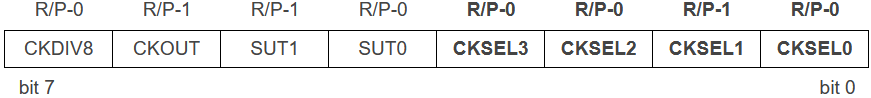 R/P-0 R/P-1 R/P-1 R/P-0 R/P-0 R/P-0 R/P-1 R/P-0
CKDIV8 CKOUT SUT1 SUT0 CKSEL3 CKSEL2 CKSEL1 CKSEL0
bit 7 bit 0